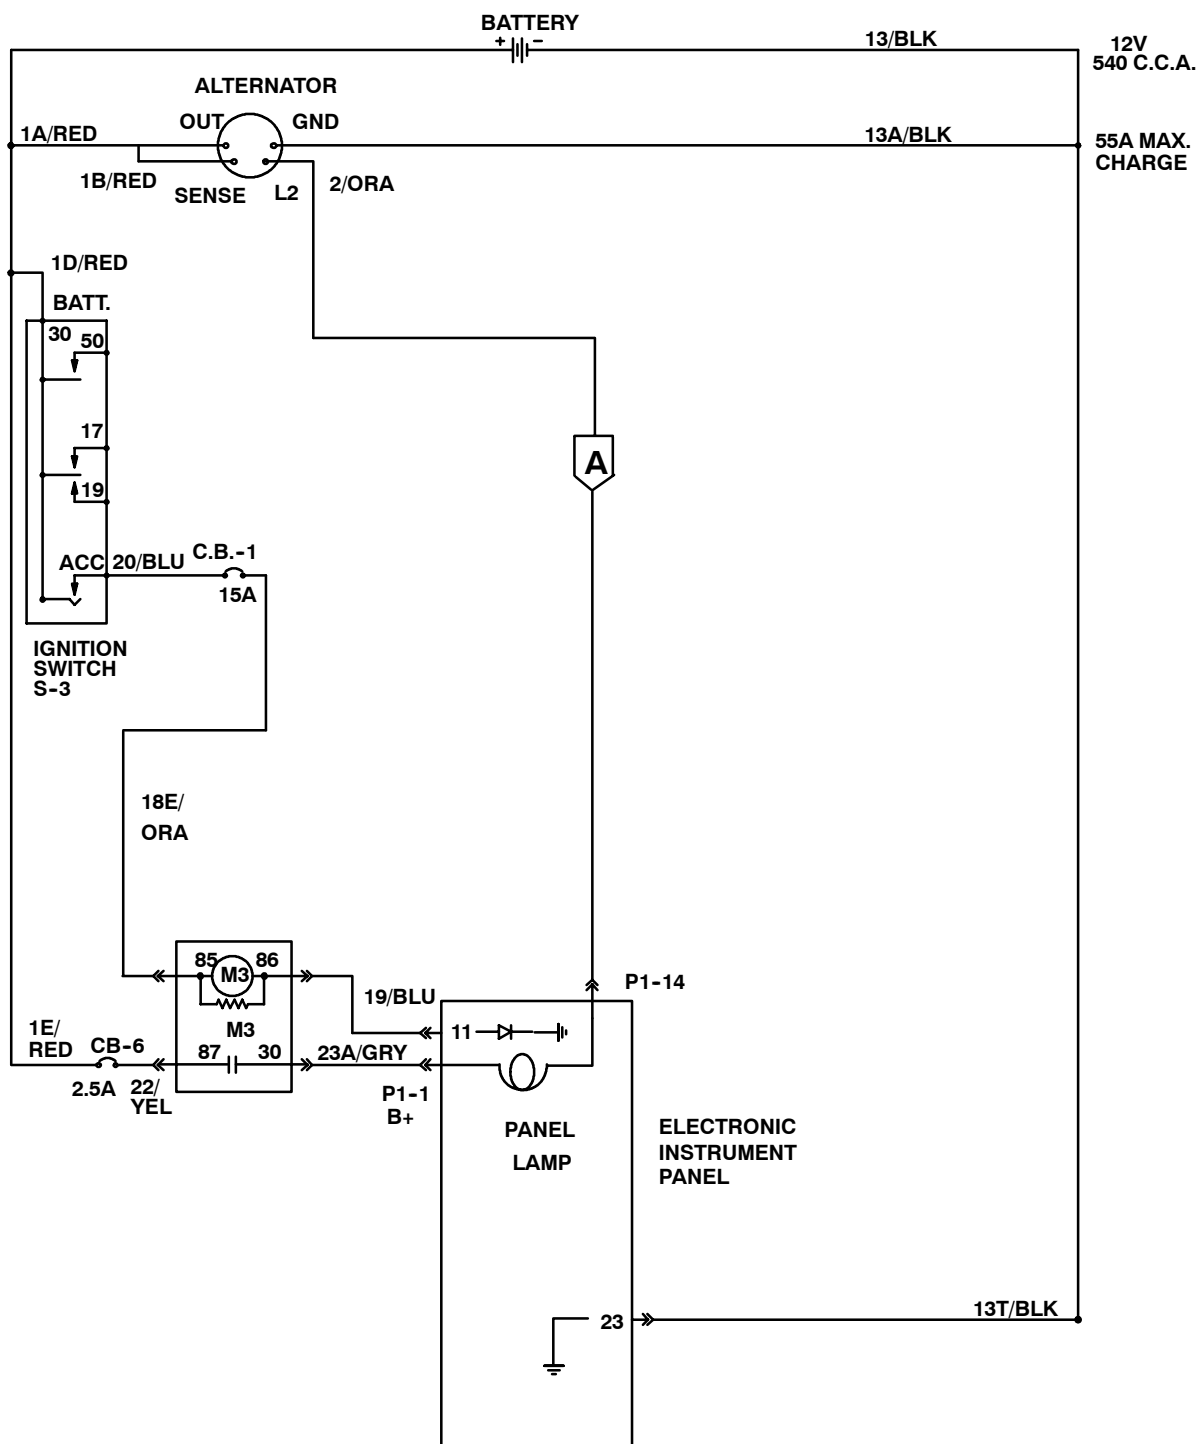 BATTERY
+ -
13/BLK
12V
540 C.C.A.
ALTERNATOR
OUT
GND
1A/RED
13A/BLK
55A MAX.
CHARGE
1B/RED
SENSE
L2
2/ORA
1D/RED
BATT.
30
50
17
A
19
ACC
20/BLU
C.B.-1
15A
IGNITION
SWITCH
S-3
18E/
ORA
85
M3
86
P1-14
19/BLU
1E/
RED
CB-6
M3
11
87
30
23A/GRY
2.5A
22/
YEL
P1-1
B+
PANEL
LAMP
ELECTRONIC
INSTRUMENT
PANEL
23
13T/BLK